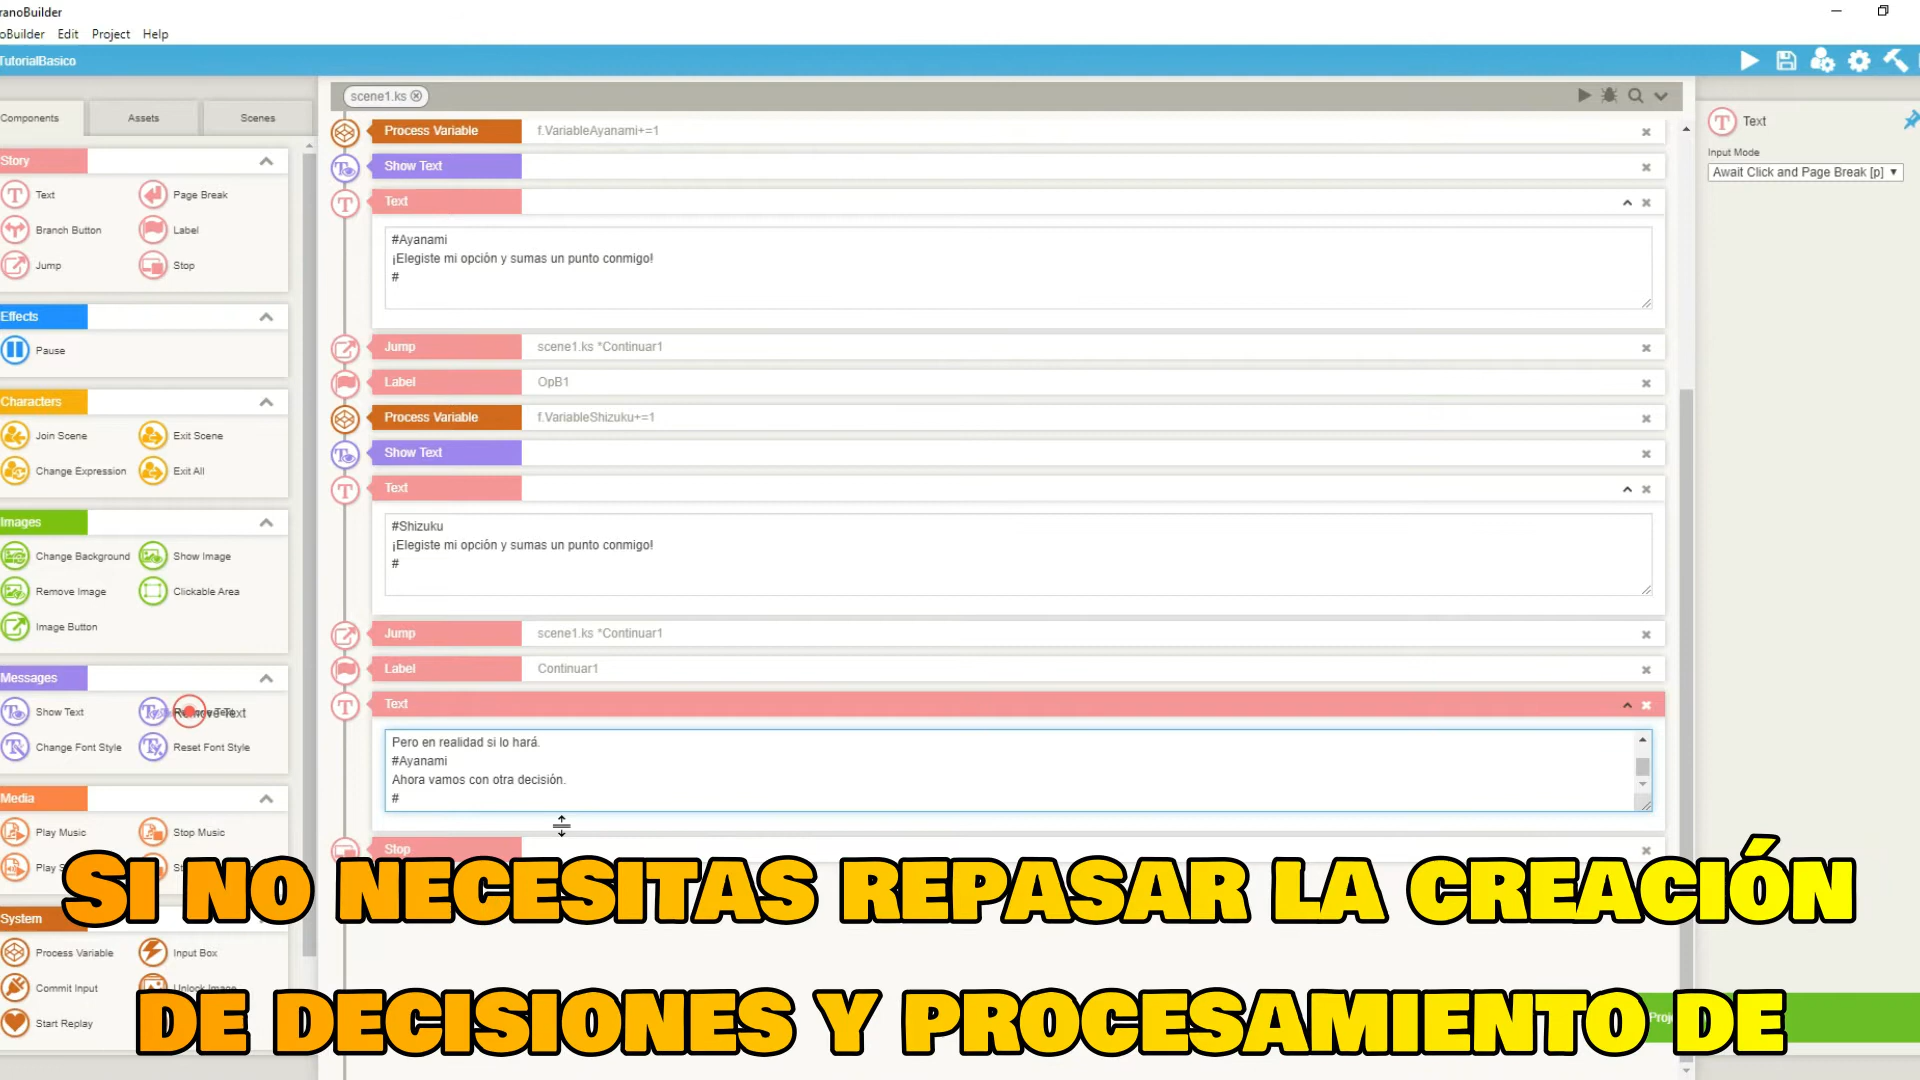 ranoBuilder
oBuilder Edit Project Help
TutorialBasico
Components Assets Scenes
Story
Text Page Break
Branch Button Label
Jump Stop
Effects
Pause
Characters
Join Scene Exit Scene
Change Expression Exit All
Images
Change Background Show Image
Remove Image Clickable Area
Image Button
Messages
Show Text Remove Text
Change Font Style Reset Font Style
Media
Play Music Stop Music
Play
System
Process Variable Input Box
Commit Input Unlock Image
Start Replay
scene1.ks
Process Variable f.VariableAyanami+=1
Show Text
Text
#Ayanami
¡Elegiste mi opción y sumas un punto conmigo!
#
Jump scene1.ks *Continuar1
Label OpB1
Process Variable f.VariableShizuku+=1
Show Text
Text
#Shizuku
¡Elegiste mi opción y sumas un punto conmigo!
#
Jump scene1.ks *Continuar1
Label Continuar1
Text
Pero en realidad si lo hará.
#Ayanami
Ahora vamos con otra decisión.
#
Stop
Text
Input Mode
Await Click and Page Break [p]
Si no necesitas repasar la creación
de decisiones y procesamiento de